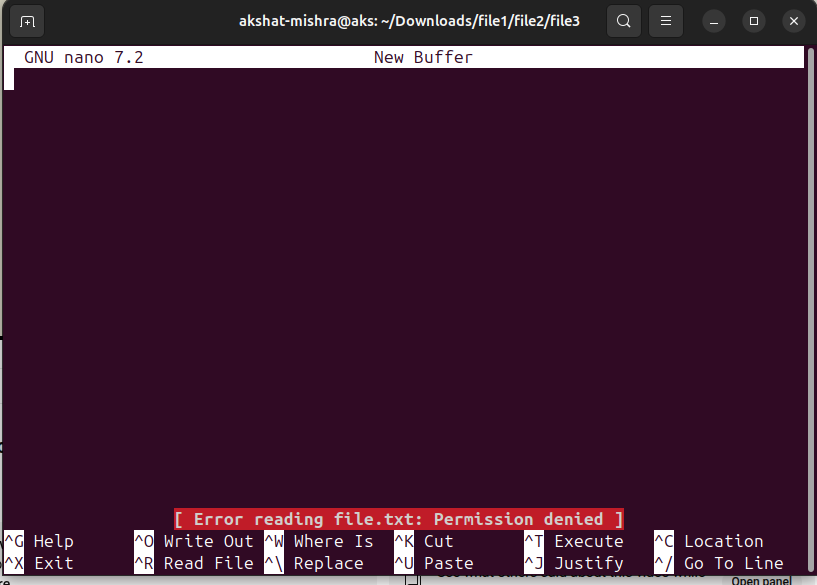 akshat-mishra@aks: ~/Downloads/file1/file2/file3
GNU nano 7.2 New Buffer
[ Error reading file.txt: Permission denied ]
^G Help ^O Write Out ^W Where Is ^K Cut ^T Execute ^C Location
^X Exit ^R Read File ^\ Replace ^U Paste ^J Justify ^/ Go To Line
Open panel